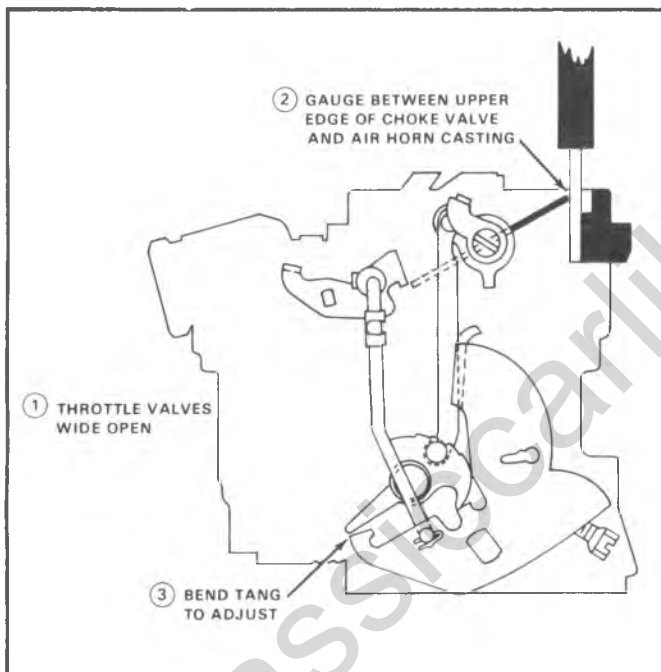 ② GAUGE BETWEEN UPPER
EDGE OF CHOKE VALVE
AND AIR HORN CASTING
① THROTTLE VALVES
WIDE OPEN
③ BEND TANG
TO ADJUST
assiccarli